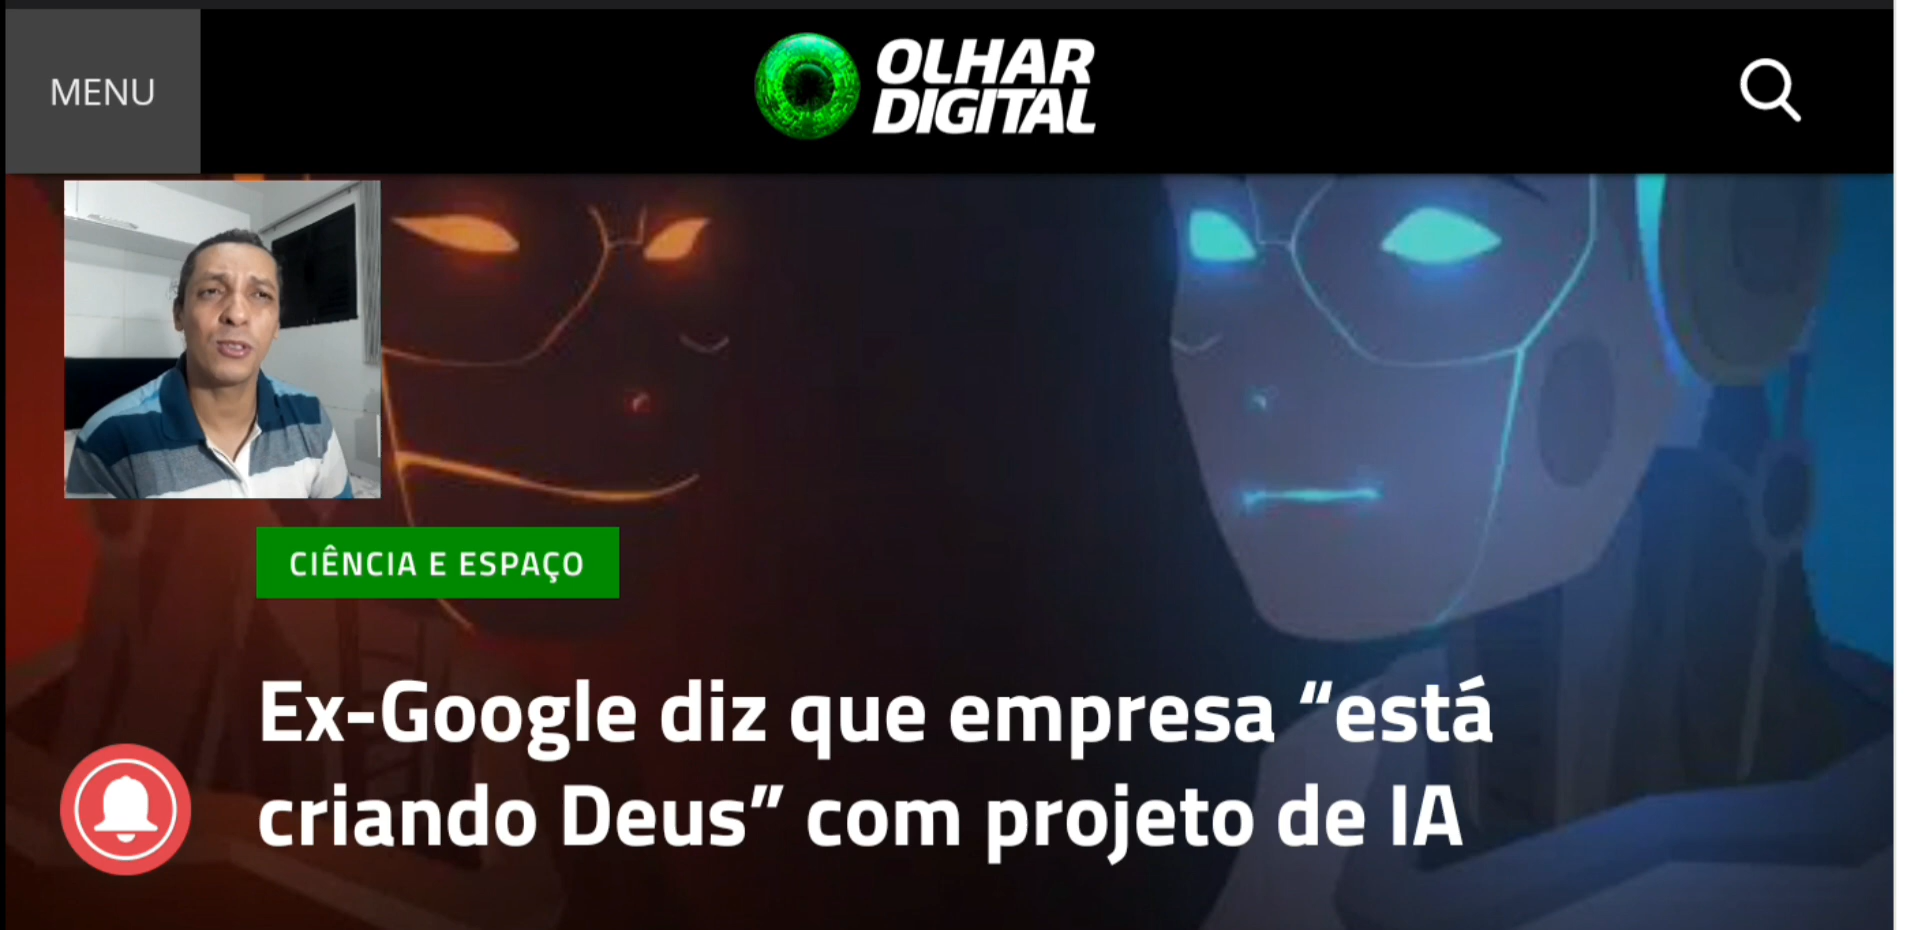 MENU
OLHAR
DIGITAL
CIÊNCIA E ESPAÇO
Ex-Google diz que empresa “está
criando Deus” com projeto de IA